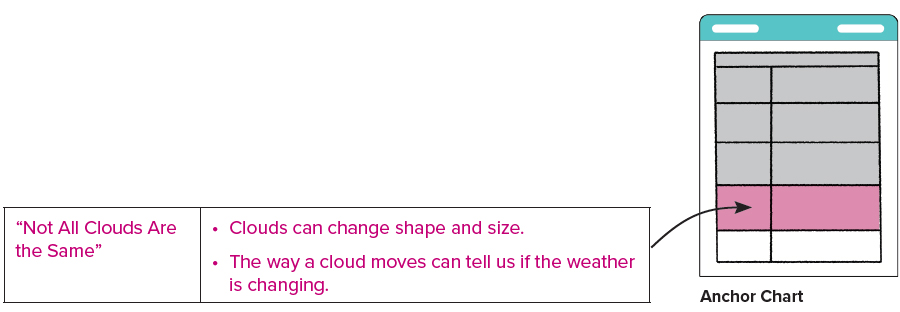 “Not All Clouds Are
the Same”
• Clouds can change shape and size.
• The way a cloud moves can tell us if the weather
is changing.
Anchor Chart